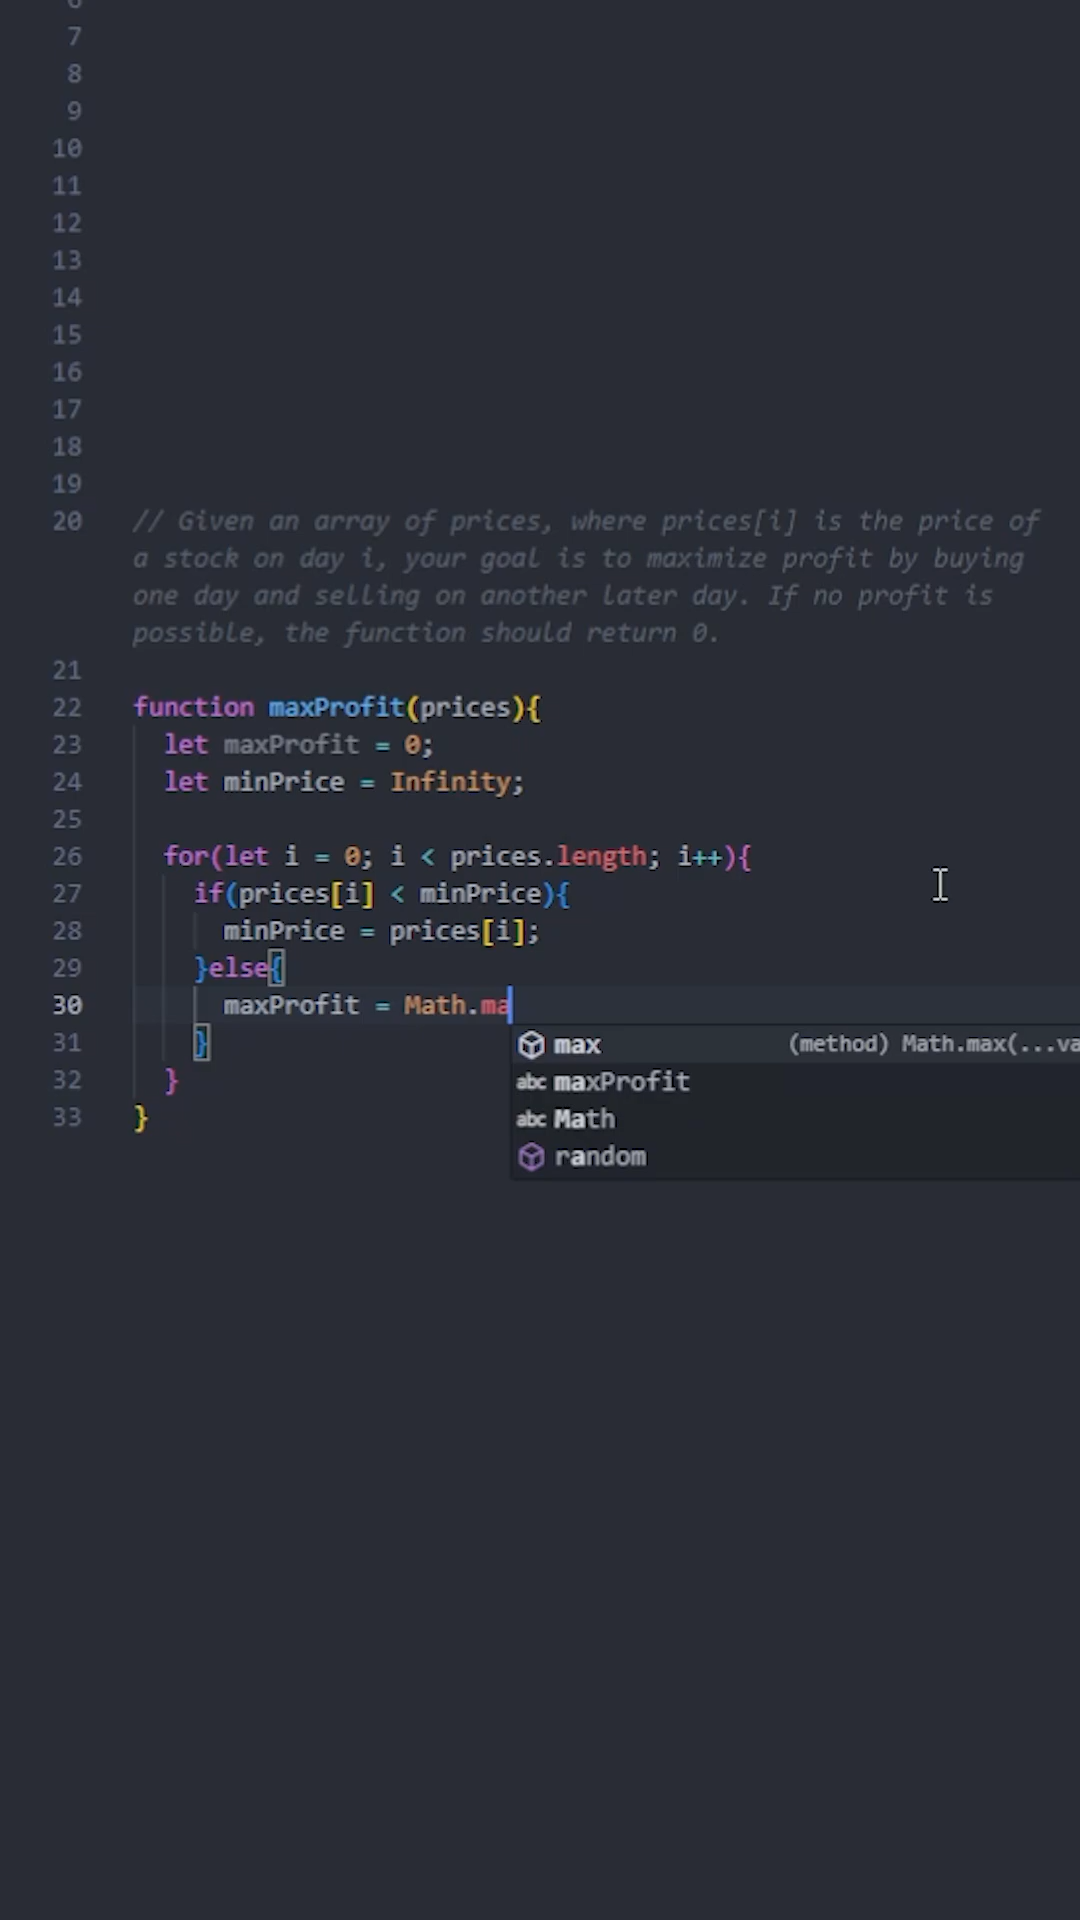 6
7
8
9
10
11
12
13
14
15
16
17
18
19
20 // Given an array of prices, where prices[i] is the price of
a stock on day i, your goal is to maximize profit by buying
one day and selling on another later day. If no profit is
possible, the function should return 0.
21
22 function maxProfit(prices){
23 let maxProfit = 0;
24 let minPrice = Infinity;
25
26 for(let i = 0; i < prices.length; i++){
27 if(prices[i] < minPrice){
28 minPrice = prices[i];
29 }else{
30 maxProfit = Math.ma
31 }
max (method) Math.max(...va
32 }
abc maxProfit
33 }
abc Math
random